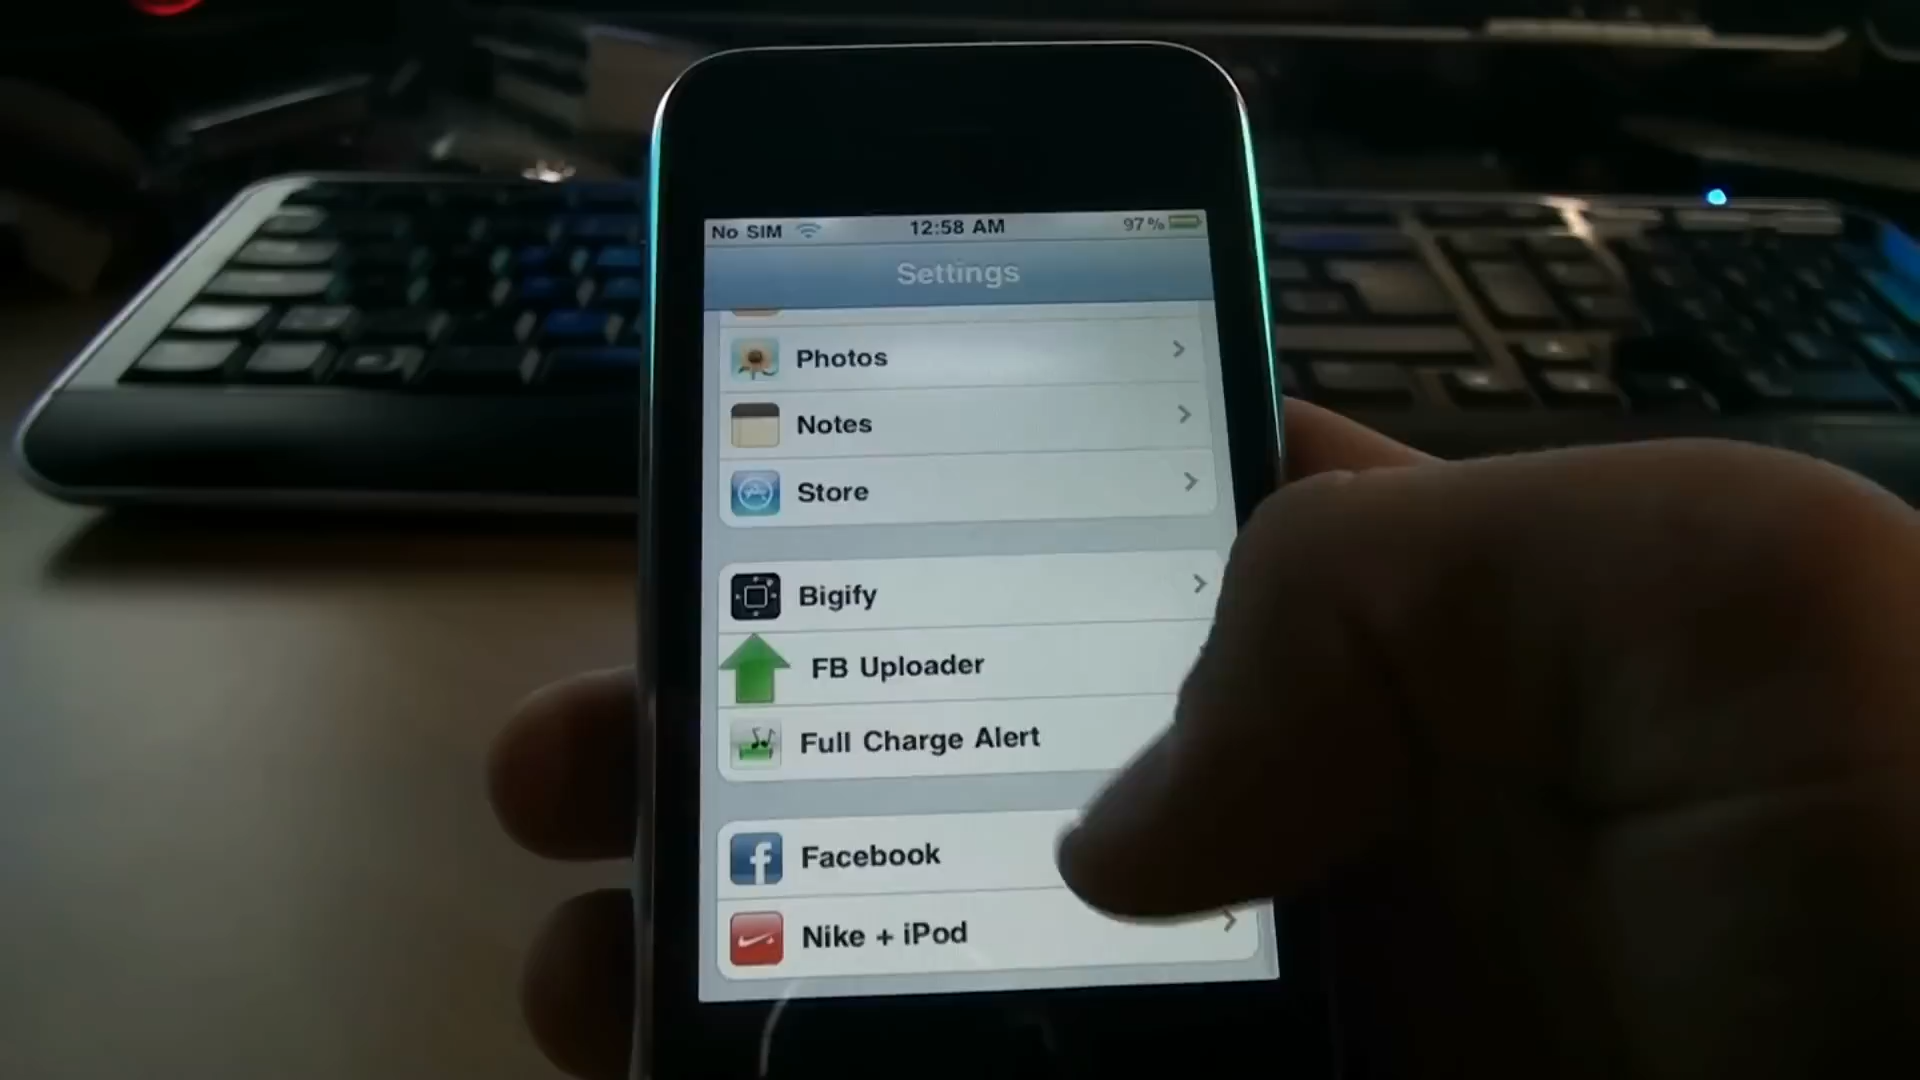 No SIM 12:58 AM 97%
Settings
Photos
Notes
Store
Bigify
FB Uploader
Full Charge Alert
Facebook
Nike + iPod